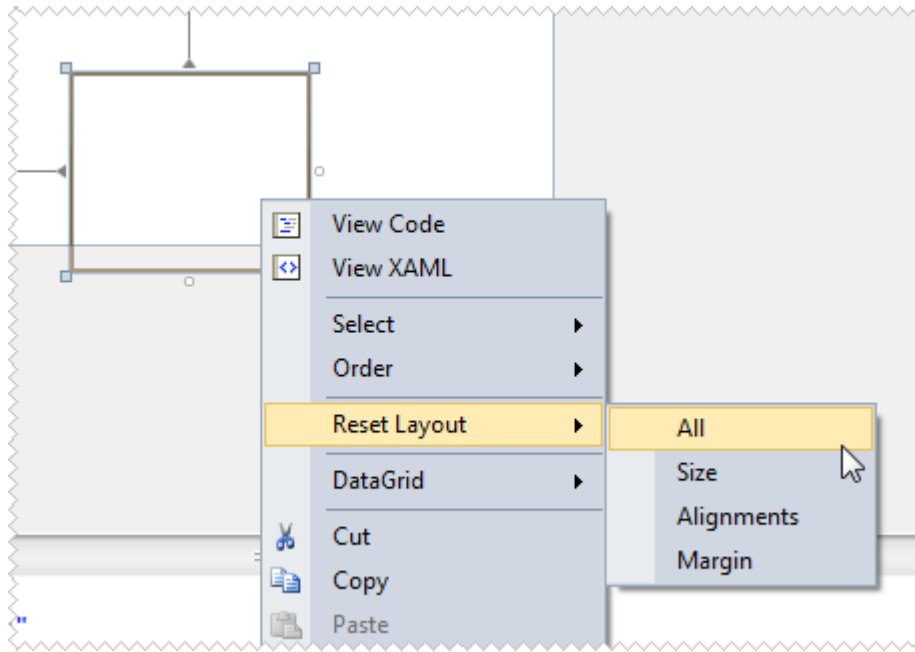 View Code
View XAML
Select
Order
Reset Layout
All
DataGrid
Size
Alignments
Cut
Margin
Copy
Paste
"